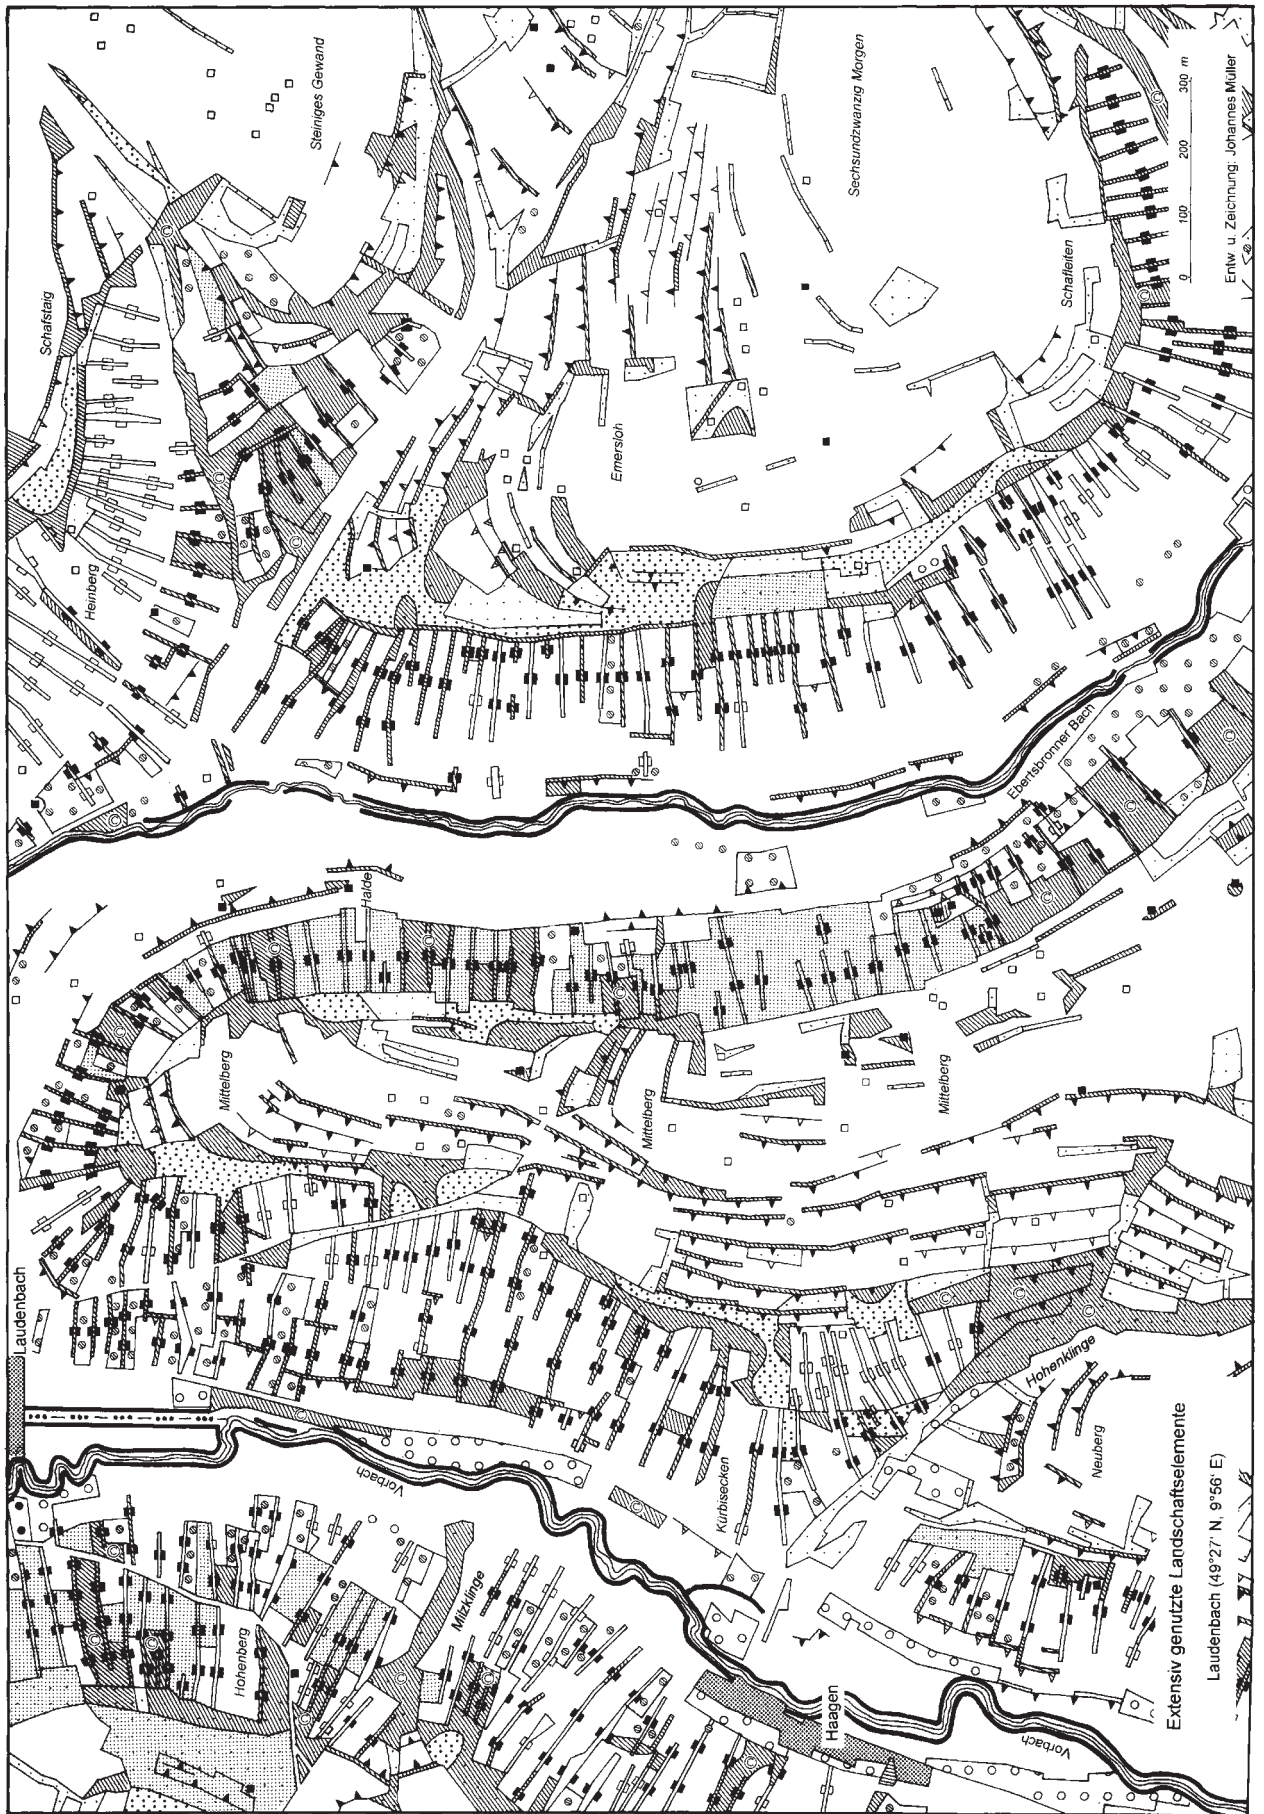 Extensiv genutzte Landschaftselemente
Laudenbach (49°27' N, 9°56' E)
Laudenbach
Haagen
Vorbach
Vorbach
Hohenberg
Milzklinge
Kürbisecken
Neuberg
Hohenklinge
Mittelberg
Mittelberg
Mittelberg
Halde
Ebertsbronner Bach
Heinberg
Schafstaig
Steiniges Gewand
Emersloh
Sechsundzwanzig Morgen
Schafleiten
0 100 200 300 m
Entw u. Zeichnung: Johannes Müller